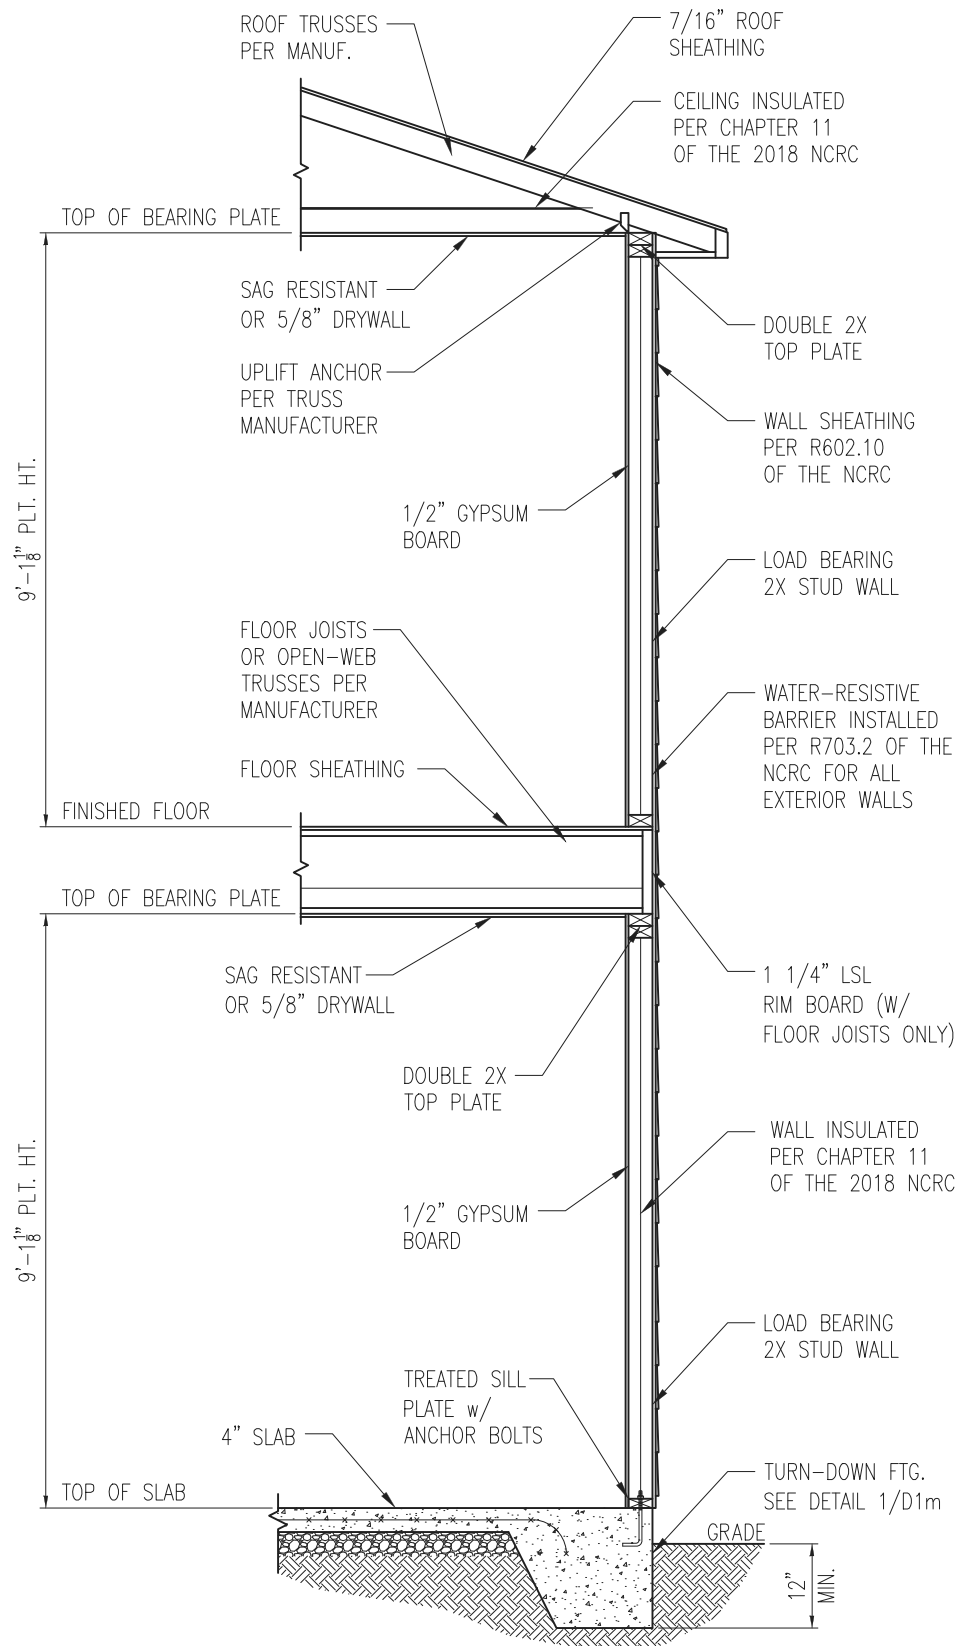 ROOF TRUSSES
PER MANUF.
7/16" ROOF
SHEATHING
CEILING INSULATED
PER CHAPTER 11
OF THE 2018 NCRC
TOP OF BEARING PLATE
SAG RESISTANT
OR 5/8" DRYWALL
DOUBLE 2X
TOP PLATE
UPLIFT ANCHOR
PER TRUSS
MANUFACTURER
WALL SHEATHING
PER R602.10
OF THE NCRC
9'-1 1/8" PLT. HT.
1/2" GYPSUM
BOARD
LOAD BEARING
2X STUD WALL
FLOOR JOISTS
OR OPEN-WEB
TRUSSES PER
MANUFACTURER
WATER-RESISTIVE
BARRIER INSTALLED
PER R703.2 OF THE
NCRC FOR ALL
EXTERIOR WALLS
FLOOR SHEATHING
FINISHED FLOOR
TOP OF BEARING PLATE
SAG RESISTANT
OR 5/8" DRYWALL
1 1/4" LSL
RIM BOARD (W/
FLOOR JOISTS ONLY)
DOUBLE 2X
TOP PLATE
WALL INSULATED
PER CHAPTER 11
OF THE 2018 NCRC
9'-1 1/8" PLT. HT.
1/2" GYPSUM
BOARD
LOAD BEARING
2X STUD WALL
TREATED SILL
PLATE w/
ANCHOR BOLTS
4" SLAB
TOP OF SLAB
TURN-DOWN FTG.
SEE DETAIL 1/D1m
GRADE
12"
MIN.